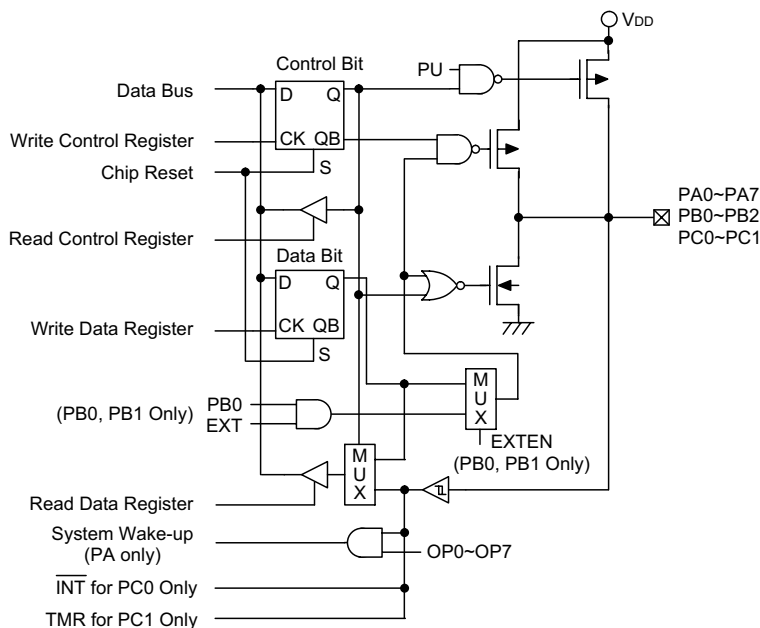 VDD
Control Bit
PU
Data Bus
D Q
Write Control Register
CK QB
Chip Reset
S
PA0~PA7
PB0~PB2
PC0~PC1
Read Control Register
Data Bit
D Q
Write Data Register
CK QB
S
MUX
(PB0, PB1 Only)
PB0
EXT
EXTEN
(PB0, PB1 Only)
MUX
Read Data Register
System Wake-up
(PA only)
OP0~OP7
INT for PC0 Only
TMR for PC1 Only